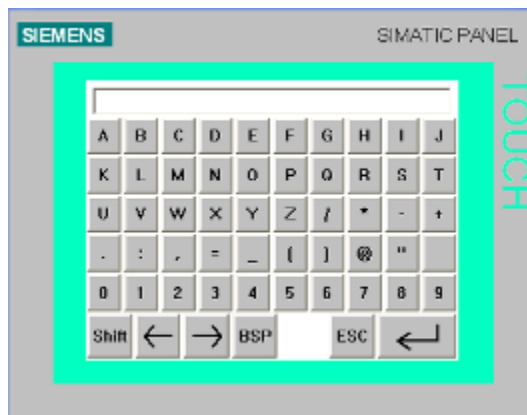 SIEMENS SIMATIC PANEL
TOUCH
A B C D E F G H I J
K L M N O P Q R S T
U V W X Y Z / * - +
. : , = _ ( ) @ "
0 1 2 3 4 5 6 7 8 9
Shift ← → BSP ESC ↵